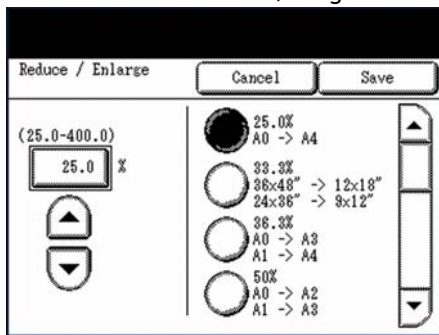 Reduce / Enlarge
Cancel
Save
(25.0-400.0)
25.0 %
25.0%
A0 -> A4
33.3%
36x48" -> 12x18"
24x36" -> 9x12"
36.3%
A0 -> A3
A1 -> A4
50%
A0 -> A2
A1 -> A3